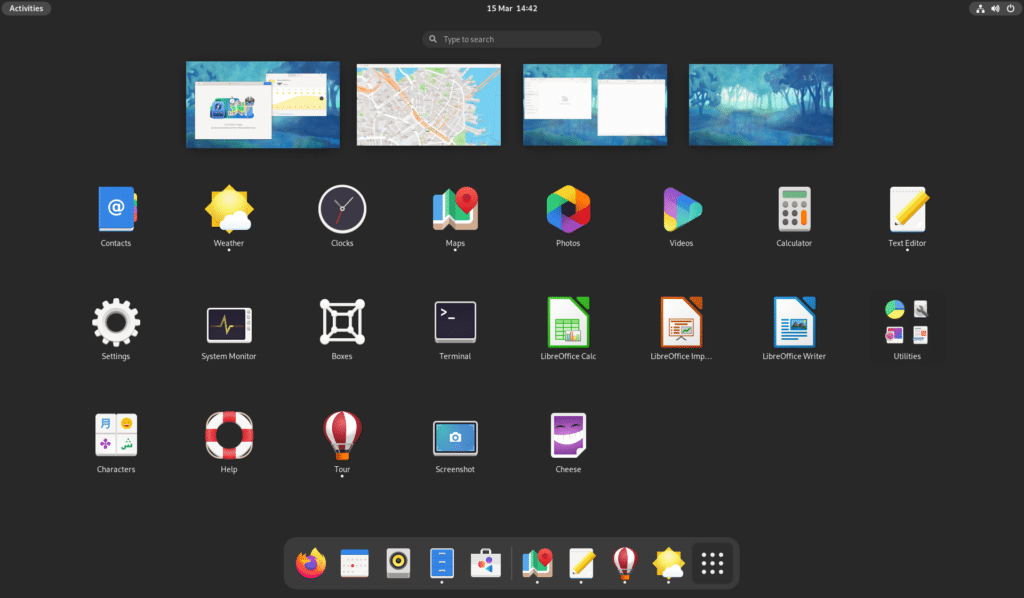 Activities
15 Mar 14:42
Type to search
Contacts
Weather
Clocks
Maps
Photos
Videos
Calculator
Text Editor
Settings
System Monitor
Boxes
Terminal
LibreOffice Calc
LibreOffice Imp...
LibreOffice Writer
Utilities
Characters
Help
Tour
Screenshot
Cheese